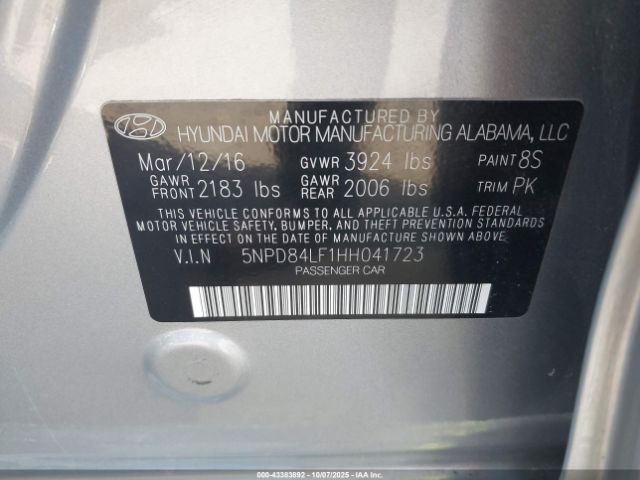 MANUFACTURED BY
HYUNDAI MOTOR MANUFACTURING ALABAMA, LLC
Mar/12/16 GVWR 3924 lbs PAINT 8S
GAWR FRONT 2183 lbs GAWR REAR 2006 lbs TRIM PK
THIS VEHICLE CONFORMS TO ALL APPLICABLE U.S.A. FEDERAL
MOTOR VEHICLE SAFETY, BUMPER, AND THEFT PREVENTION STANDARDS
IN EFFECT ON THE DATE OF MANUFACTURE SHOWN ABOVE.
V.I.N 5NPD84LF1HH041723
PASSENGER CAR
000-43383892 - 10/07/2025 - IAA Inc.